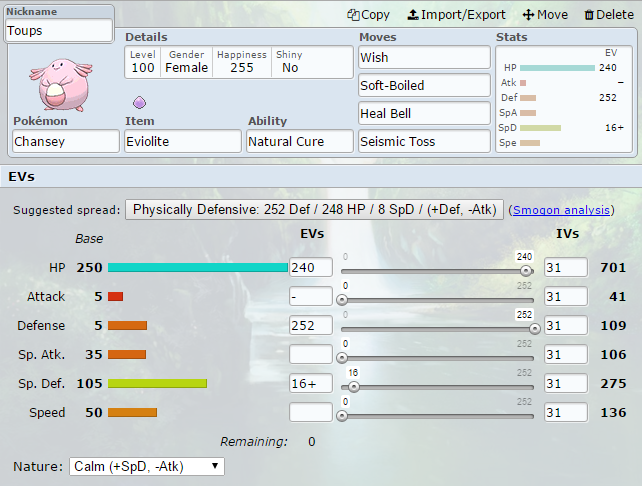 Nickname
Copy Import/Export Move Delete
Toups
Details
Level Gender Happiness Shiny
100 Female 255 No
Moves
Wish
Soft-Boiled
Heal Bell
Seismic Toss
Stats
EV
HP 240
Atk –
Def 252
SpA
SpD 16+
Spe
Pokémon Item Ability
Chansey Eviolite Natural Cure
EVs
Suggested spread: Physically Defensive: 252 Def / 248 HP / 8 SpD / (+Def, -Atk) (Smogon analysis)
Base EVs IVs
HP 250 240 0 240 31 701
Attack 5 - 0 252 31 41
Defense 5 252 0 252 31 109
Sp. Atk. 35 0 252 31 106
Sp. Def. 105 16+ 16 252 31 275
Speed 50 0 252 31 136
Remaining: 0
Nature: Calm (+SpD, -Atk)